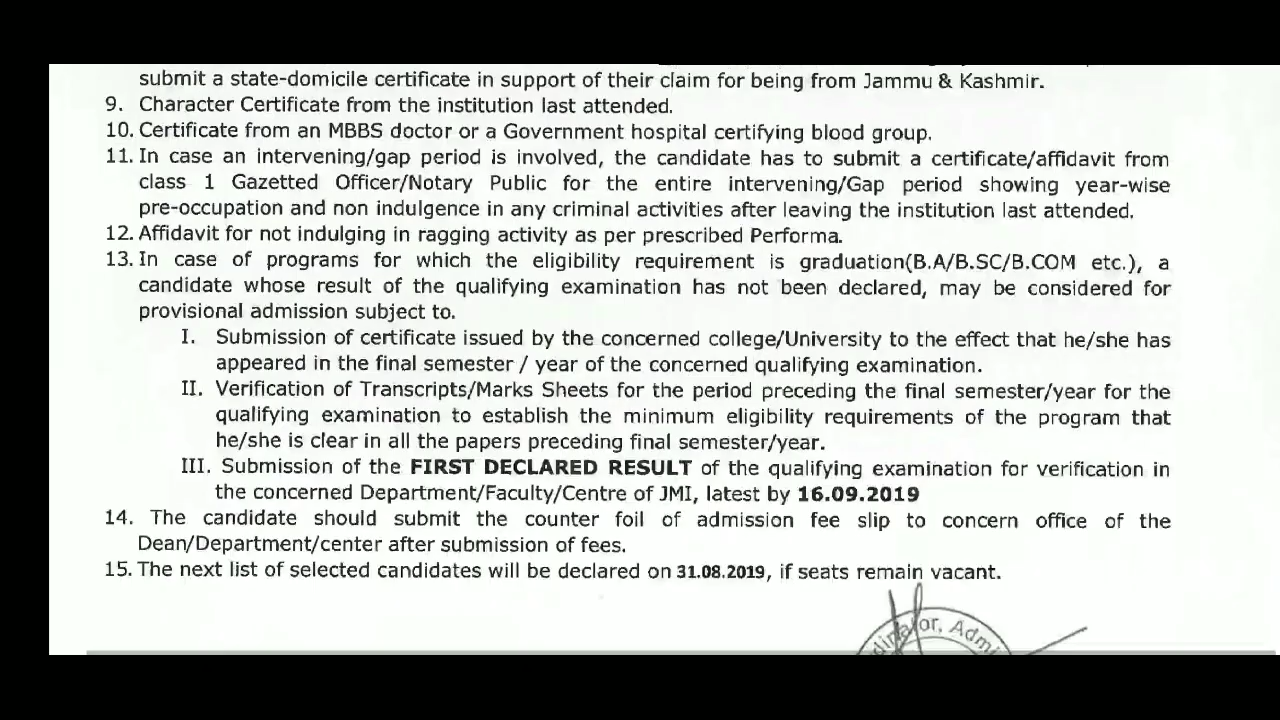 submit a state-domicile certificate in support of their claim for being from Jammu & Kashmir.
9. Character Certificate from the institution last attended.
10. Certificate from an MBBS doctor or a Government hospital certifying blood group.
11. In case an intervening/gap period is involved, the candidate has to submit a certificate/affidavit from
class 1 Gazetted Officer/Notary Public for the entire intervening/Gap period showing year-wise
pre-occupation and non indulgence in any criminal activities after leaving the institution last attended.
12. Affidavit for not indulging in ragging activity as per prescribed Performa.
13. In case of programs for which the eligibility requirement is graduation(B.A/B.SC/B.COM etc.), a
candidate whose result of the qualifying examination has not been declared, may be considered for
provisional admission subject to.
I. Submission of certificate issued by the concerned college/University to the effect that he/she has
appeared in the final semester / year of the concerned qualifying examination.
II. Verification of Transcripts/Marks Sheets for the period preceding the final semester/year for the
qualifying examination to establish the minimum eligibility requirements of the program that
he/she is clear in all the papers preceding final semester/year.
III. Submission of the FIRST DECLARED RESULT of the qualifying examination for verification in
the concerned Department/Faculty/Centre of JMI, latest by 16.09.2019
14. The candidate should submit the counter foil of admission fee slip to concern office of the
Dean/Department/center after submission of fees.
15. The next list of selected candidates will be declared on 31.08.2019, if seats remain vacant.